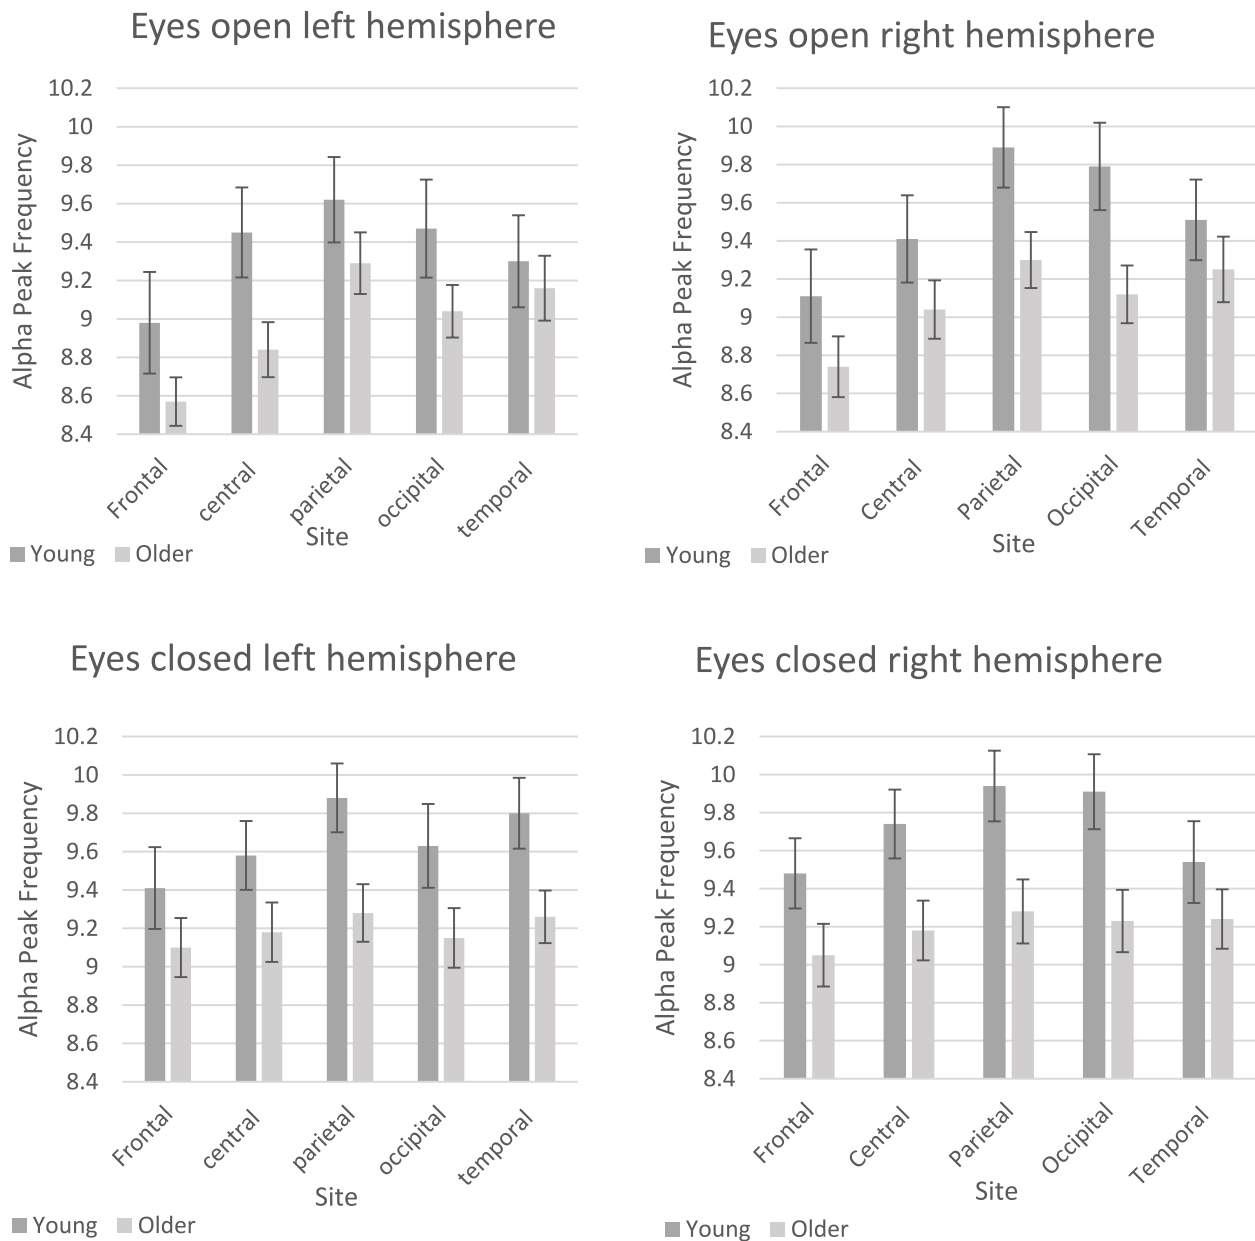 Eyes open left hemisphere
Alpha Peak Frequency
10.2
10
9.8
9.6
9.4
9.2
9
8.8
8.6
8.4
Frontal
central
parietal
occipital
temporal
Site
Young
Older
Eyes open right hemisphere
Alpha Peak Frequency
10.2
10
9.8
9.6
9.4
9.2
9
8.8
8.6
8.4
Frontal
Central
Parietal
Occipital
Temporal
Site
Young
Older
Eyes closed left hemisphere
Alpha Peak Frequency
10.2
10
9.8
9.6
9.4
9.2
9
8.8
8.6
8.4
Frontal
central
parietal
occipital
temporal
Site
Young
Older
Eyes closed right hemisphere
Alpha Peak Frequency
10.2
10
9.8
9.6
9.4
9.2
9
8.8
8.6
8.4
Frontal
Central
Parietal
Occipital
Temporal
Site
Young
Older